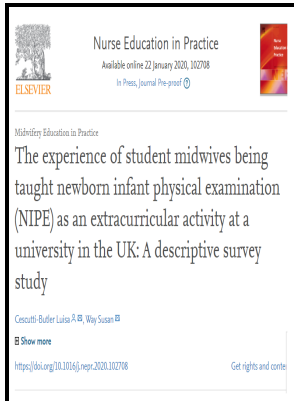 Nurse Education in Practice
Available online 22 January 2020, 102708
In Press, Journal Pre-proof
ELSEVIER
Midwifery Education in Practice
The experience of student midwives being
taught newborn infant physical examination
(NIPE) as an extracurricular activity at a
university in the UK: A descriptive survey
study
Cescutti-Butler Luisa, Way Susan
Show more
https://doi.org/10.1016/j.nepr.2020.102708
Get rights and conte